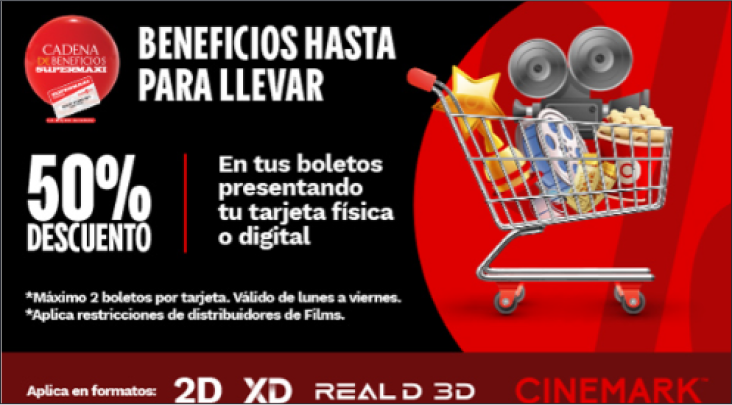 CADENA
DE BENEFICIOS
SUPERMAXI
SUPERMAXI
BENEFICIOS HASTA
PARA LLEVAR
50%
DESCUENTO
En tus boletos
presentando
tu tarjeta física
o digital
*Máximo 2 boletos por tarjeta. Válido de lunes a viernes.
*Aplica restricciones de distribuidores de Films.
Aplica en formatos: 2D XD REAL D 3D CINEMARK™